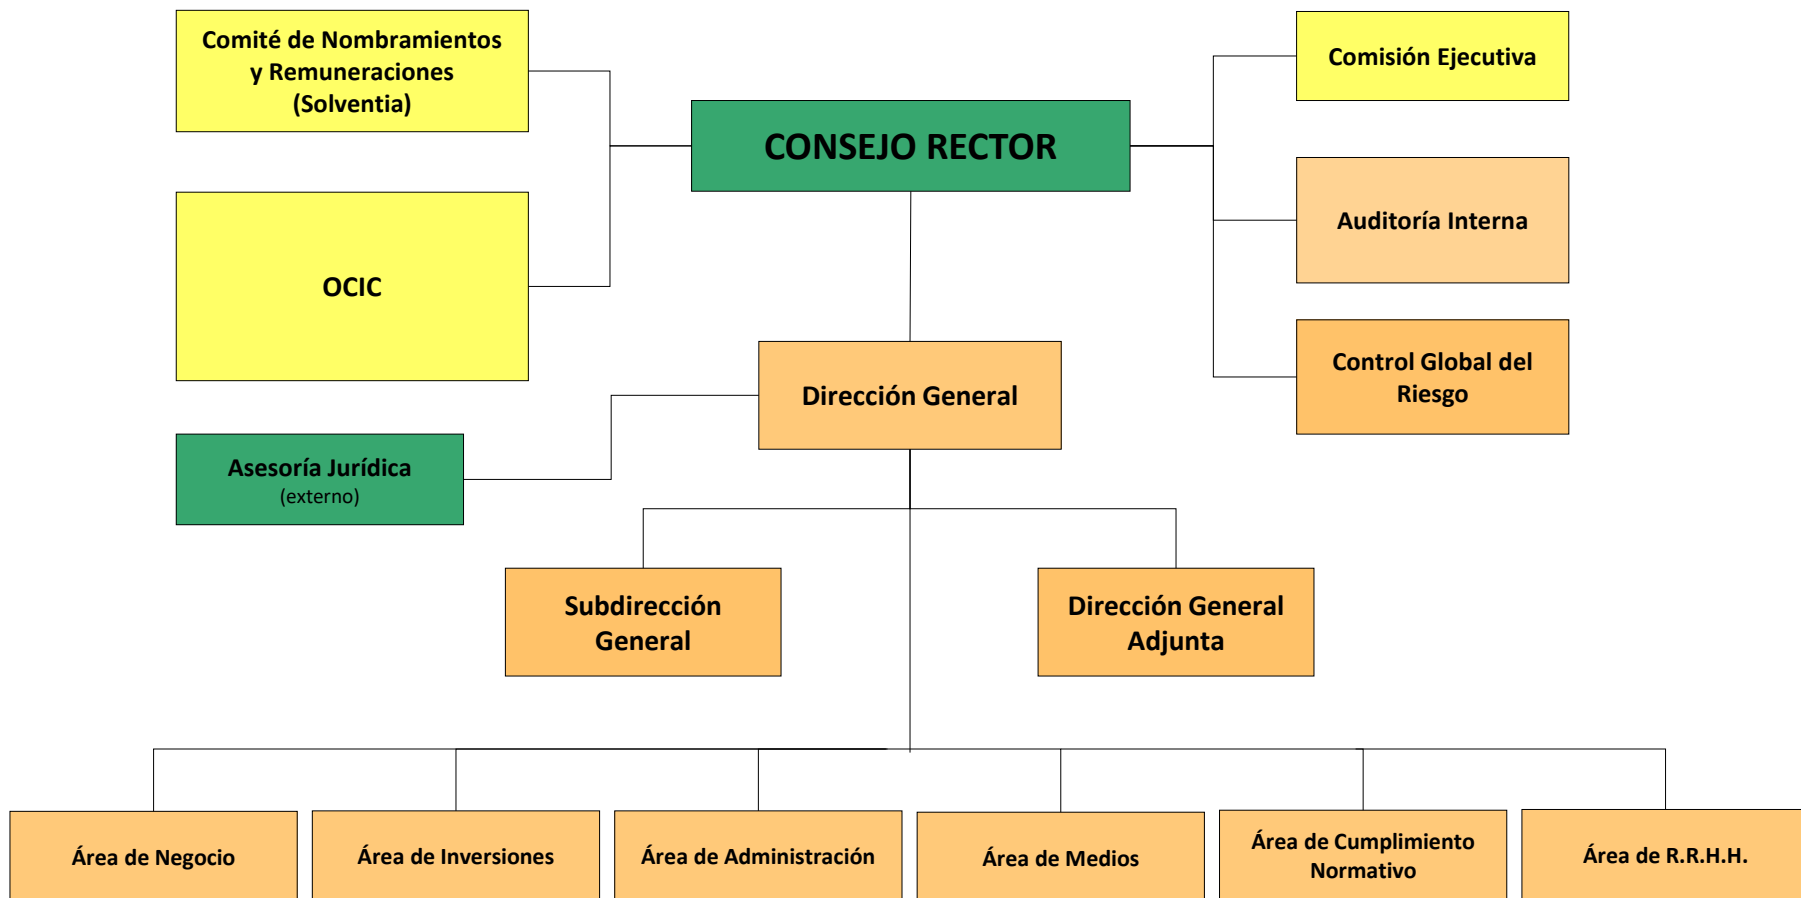 Comité de Nombramientos
y Remuneraciones
(Solventia)
Comisión Ejecutiva
CONSEJO RECTOR
Auditoría Interna
OCIC
Control Global del
Riesgo
Dirección General
Asesoría Jurídica
(externo)
Subdirección
General
Dirección General
Adjunta
Área de Negocio
Área de Inversiones
Área de Administración
Área de Medios
Área de Cumplimiento
Normativo
Área de R.R.H.H.